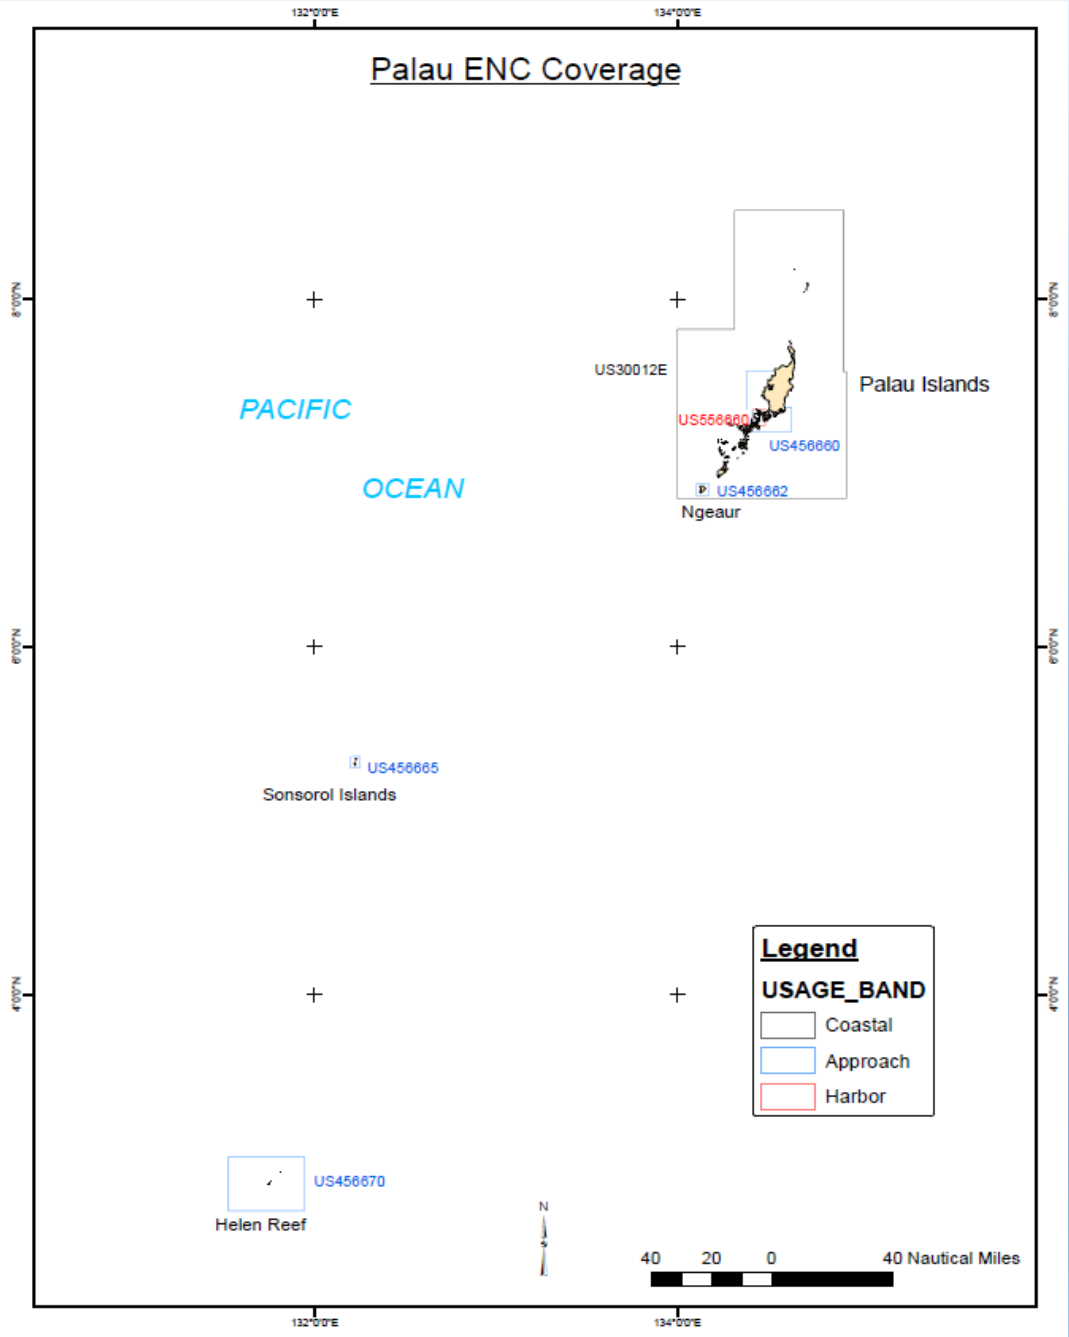 132°0'0"E 134°0'0"E
Palau ENC Coverage
8°0'0"N 8°0'0"N
US30012E
Palau Islands
PACIFIC
US556660
US456660
OCEAN
US456662
Ngeaur
6°0'0"N 6°0'0"N
US456665
Sonsorol Islands
Legend
USAGE_BAND
4°0'0"N 4°0'0"N
Coastal
Approach
Harbor
US456670
Helen Reef
N
40 20 0 40 Nautical Miles
132°0'0"E 134°0'0"E